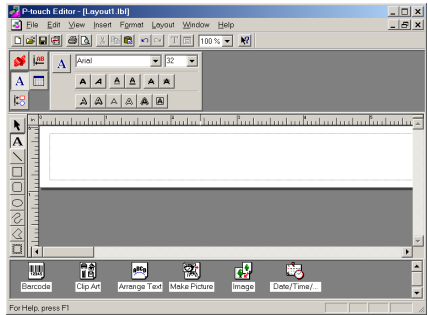 P-touch Editor - [Layout1.lbl]
File Edit View Insert Format Layout Window Help
100 %
Arial 32
A
A
Barcode Clip Art Arrange Text Make Picture Image Date/Time/...
For Help, press F1